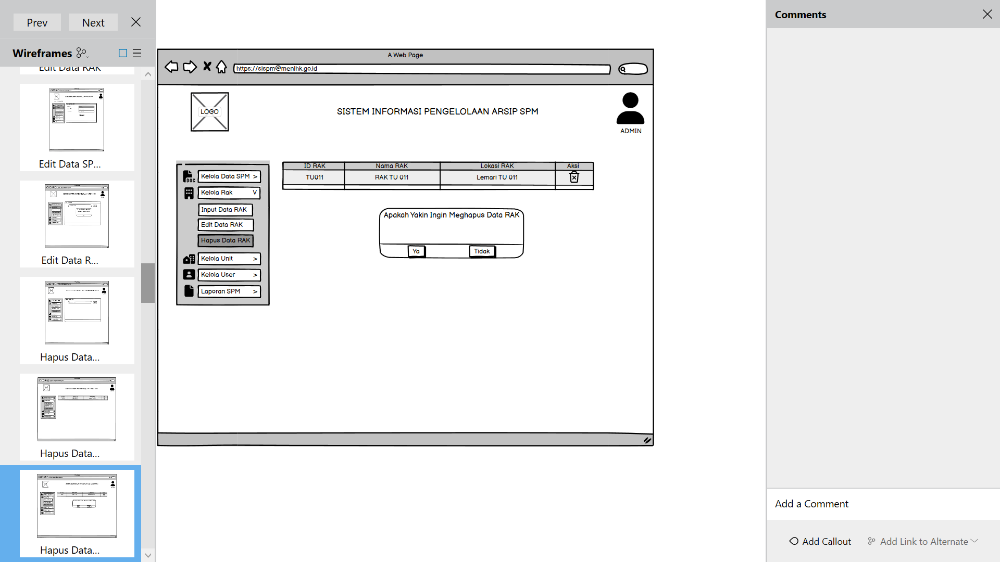 Prev
Next
Wireframes
Edit Data RAK
Edit Data SP...
Edit Data R...
Hapus Data...
Hapus Data...
Hapus Data...
A Web Page
https://sispm@menlhk.go.id
LOGO
SISTEM INFORMASI PENGELOLAAN ARSIP SPM
ADMIN
DOC
Kelola Data SPM >
Kelola Rak V
Input Data RAK
Edit Data RAK
Hapus Data RAK
Kelola Unit >
Kelola User >
Laporan SPM >
ID RAK Nama RAK Lokasi RAK Aksi
TU011 RAK TU 011 Lemari TU 011
Apakah Yakin Ingin Meghapus Data RAK
Ya Tidak
Comments
Add a Comment
Add Callout
Add Link to Alternate